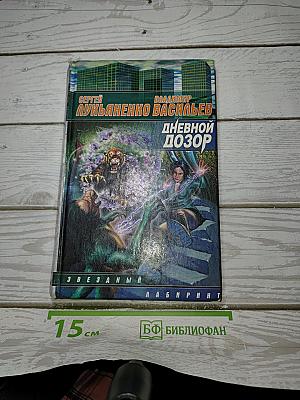 СЕРГЕЙ ВЛАДИМИР
ЛУКЬЯНЕНКО ВАСИЛЬЕВ
ДНЕВНОЙ
ДОЗОР
ЗВЕЗДНЫЙ
ЛАБИРИНТ
15 см
БФ БИБЛИОФАН